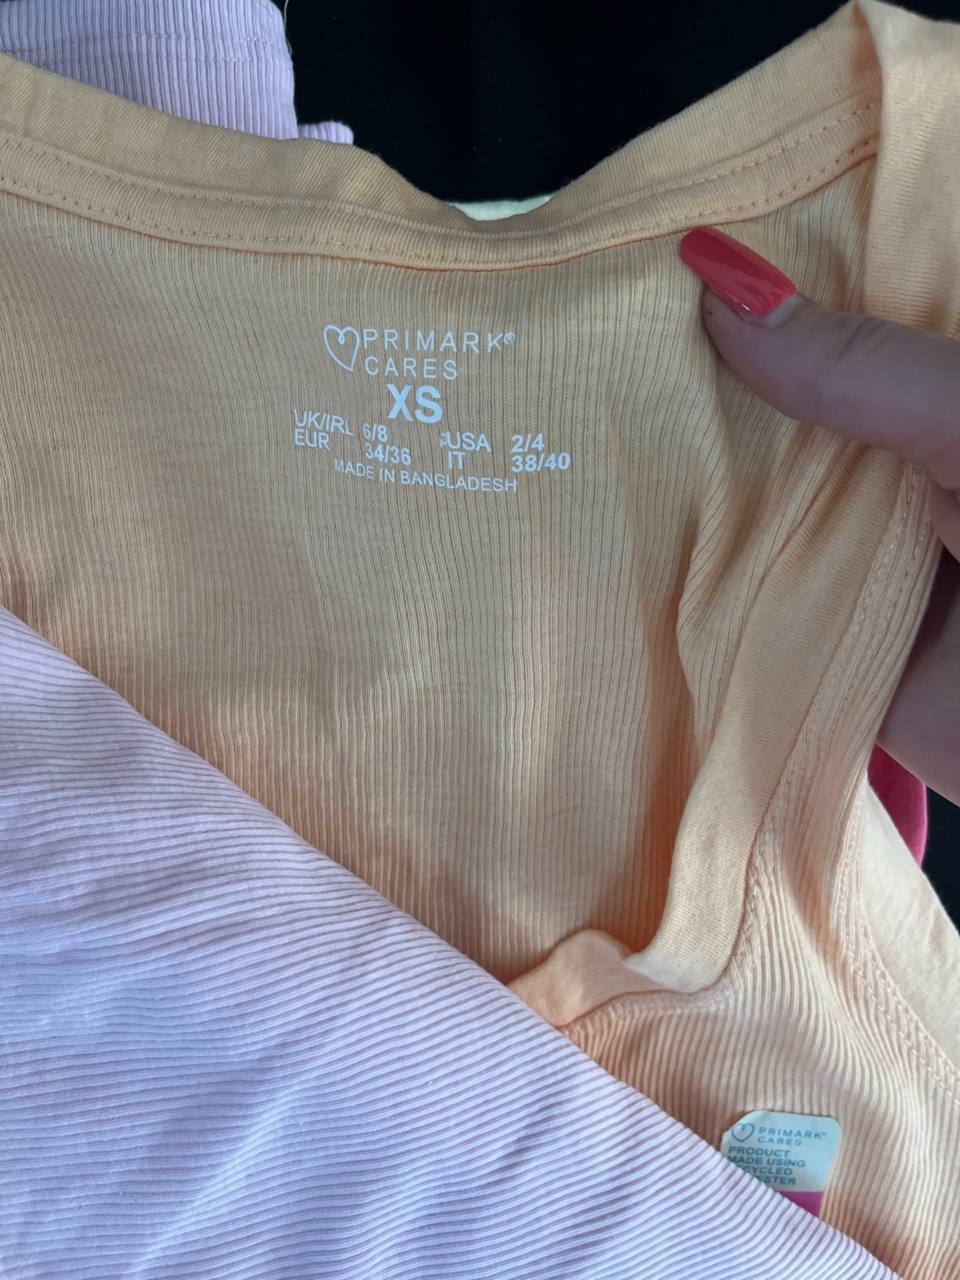 PRIMARK®
CARES
XS
UK/IRL 6/8 USA 2/4
EUR 34/36 IT 38/40
MADE IN BANGLADESH
PRIMARK™
CARES
PRODUCT
MADE USING